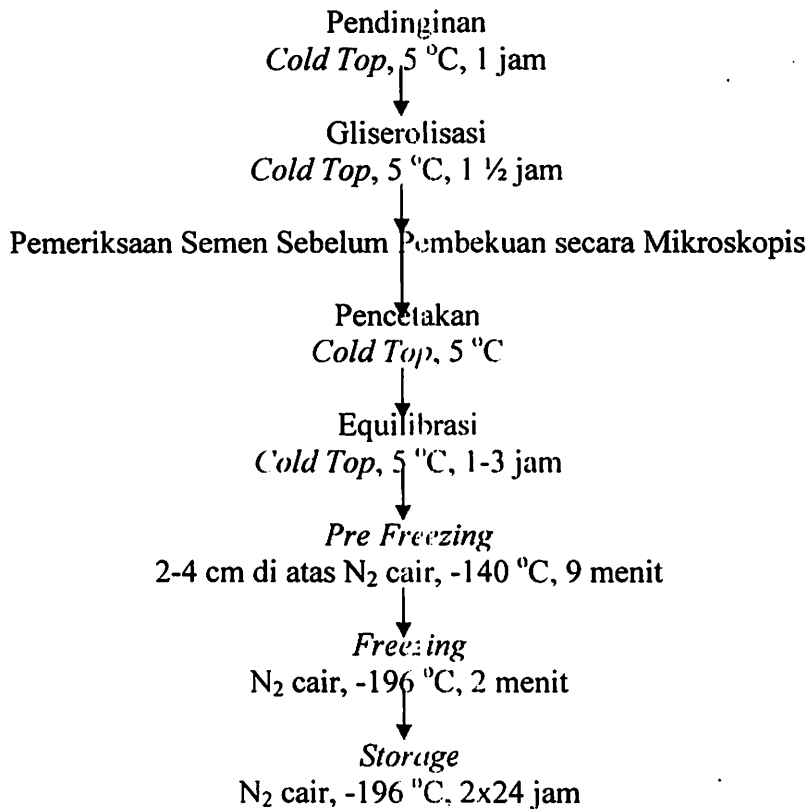 Pendinginan
Cold Top, 5 °C, 1 jam
Gliserolisasi
Cold Top, 5 °C, 1 ½ jam
Pemeriksaan Semen Sebelum Pembekuan secara Mikroskopis
Pencetakan
Cold Top, 5 °C
Equilibrasi
Cold Top, 5 °C, 1-3 jam
Pre Freezing
2-4 cm di atas N₂ cair, -140 °C, 9 menit
Freezing
N₂ cair, -196 °C, 2 menit
Storage
N₂ cair, -196 °C, 2x24 jam